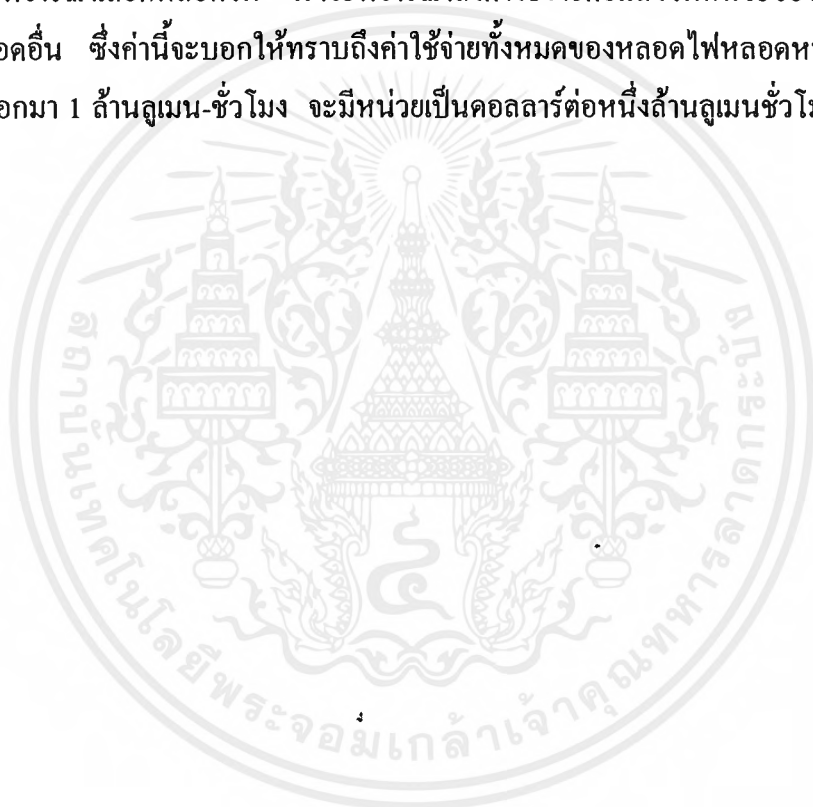 อคอื่น ซึ่งค่านี้จะบอกให้ทราบถึงค่าใช้จ่ายทั้งหมดของหลอดไฟหลอดห
อกมา 1 ล้านลูเมน-ชั่วโมง จะมีหน่วยเป็นดอลลาร์ต่อหนึ่งล้านลูเมนชั่วโม
สถาบันเทคโนโลยีพระจอมเกล้าเจ้าคุณทหารลาดกระบัง